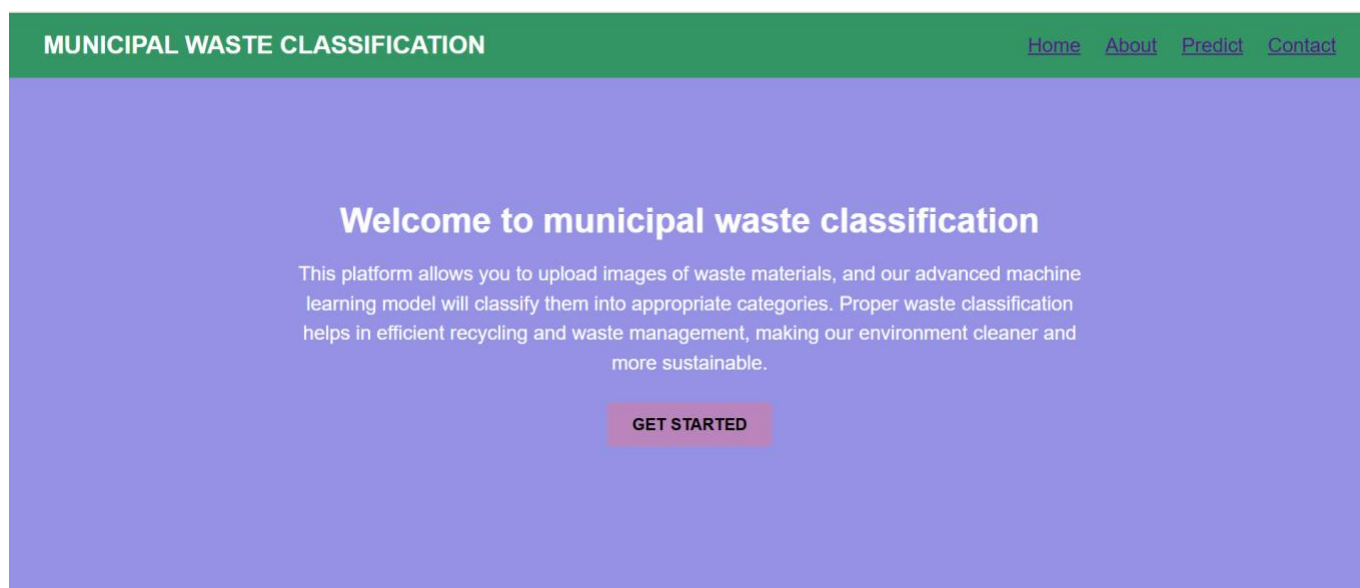 MUNICIPAL WASTE CLASSIFICATION
Home About Predict Contact
Welcome to municipal waste classification
This platform allows you to upload images of waste materials, and our advanced machine
learning model will classify them into appropriate categories. Proper waste classification
helps in efficient recycling and waste management, making our environment cleaner and
more sustainable.
GET STARTED